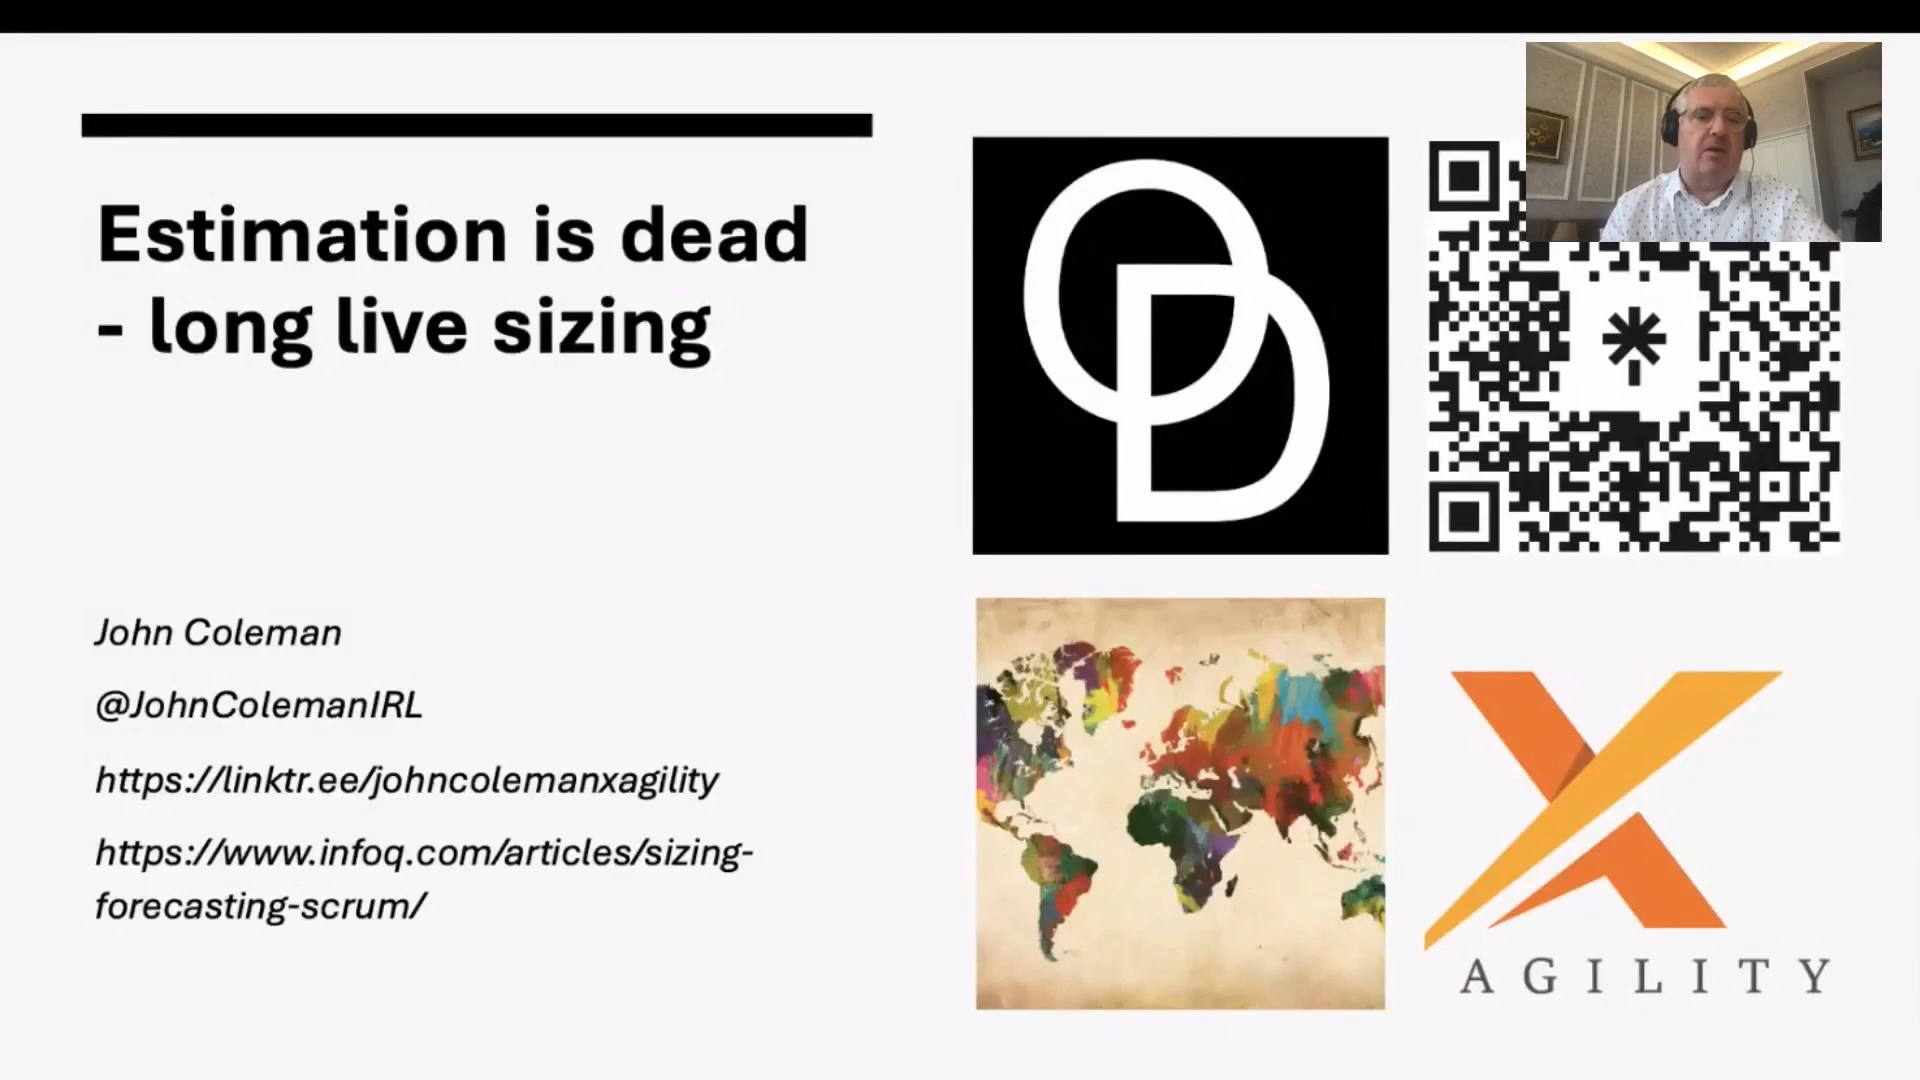 Estimation is dead
- long live sizing
John Coleman
@JohnColemanIRL
https://linktr.ee/johncolemanxagility
https://www.infoq.com/articles/sizing-
forecasting-scrum/
OD
X
AGILITY